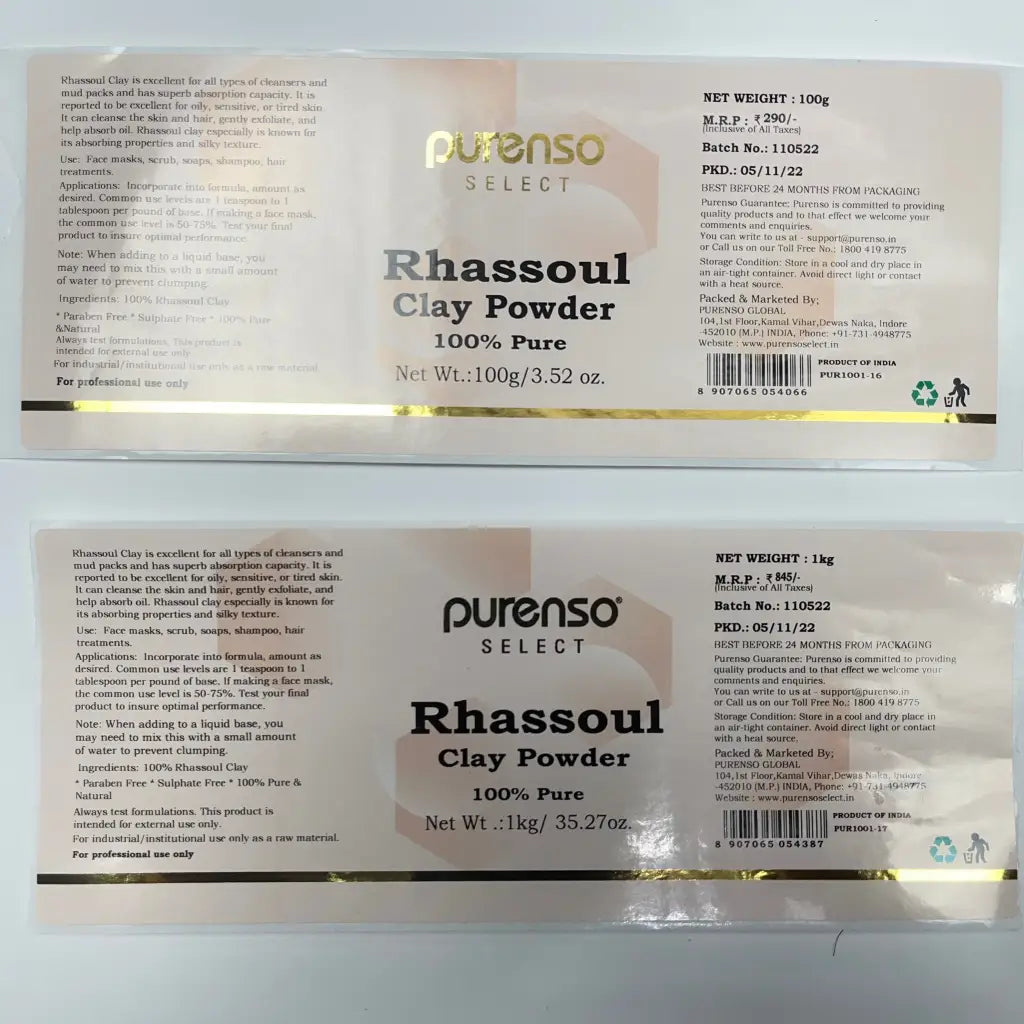 Rhassoul Clay is excellent for all types of cleansers and
mud packs and has superb absorption capacity. It is
reported to be excellent for oily, sensitive, or tired skin
It can cleanse the skin and hair, gently exfoliate, and
help absorb oil. Rhassoul clay especially is known for
its absorbing properties and silky texture.
Use: Face masks, scrub, soaps, shampoo, hair
treatments.
Applications: Incorporate into formula, amount as
desired. Common use levels are 1 teaspoon to 1
tablespoon per pound of base. If making a face mask,
the common use level is 50-75%. Test your final
product to insure optimal performance.
Note: When adding to a liquid base, you
may need to mix this with a small amount
of water to prevent clumping.
Ingredients: 100% Rhassoul Clay
* Paraben Free * Sulphate Free * 100% Pure
&Natural
Always test formulations. This product is
intended for external use only
For industrial/institutional use only as a raw material.
For professional use only
purenso
SELECT
Rhassoul
Clay Powder
100% Pure
Net Wt.:100g/3.52 oz.
NET WEIGHT : 100g
M.R.P : ₹ 290/-
(Inclusive of All Taxes)
Batch No.: 110522
PKD.: 05/11/22
BEST BEFORE 24 MONTHS FROM PACKAGING
Purenso Guarantee: Purenso is committed to providing
quality products and to that effect we welcome your
comments and enquiries.
You can write to us at - support@purenso.in
or Call us on our Toll Free No.: 1800 419 8775
Storage Condition: Store in a cool and dry place in
an air-tight container. Avoid direct light or contact
with a heat source.
Packed & Marketed By;
PURENSO GLOBAL
104,1st Floor,Kamal Vihar,Dewas Naka, Indore
-452010 (M.P.) INDIA, Phone: +91-731-4948775
Website : www.purensoselect.in
8 907065 054066
PRODUCT OF INDIA
PUR1001-16
Rhassoul Clay is excellent for all types of cleansers and
mud packs and has superb absorption capacity. It is
reported to be excellent for oily, sensitive, or tired skin.
It can cleanse the skin and hair, gently exfoliate, and
help absorb oil. Rhassoul clay especially is known for
its absorbing properties and silky texture.
Use: Face masks, scrub, soaps, shampoo, hair
treatments.
Applications: Incorporate into formula, amount as
desired. Common use levels are 1 teaspoon to 1
tablespoon per pound of base. If making a face mask,
the common use level is 50-75%. Test your final
product to insure optimal performance.
Note: When adding to a liquid base, you
may need to mix this with a small amount
of water to prevent clumping.
Ingredients: 100% Rhassoul Clay
* Paraben Free * Sulphate Free * 100% Pure &
Natural
Always test formulations. This product is
intended for external use only.
For industrial/institutional use only as a raw material.
For professional use only
purenso®
SELECT
Rhassoul
Clay Powder
100% Pure
Net Wt .:1kg/ 35.27oz.
NET WEIGHT : 1kg
M.R.P : ₹ 845/-
(Inclusive of All Taxes)
Batch No.: 110522
PKD.: 05/11/22
BEST BEFORE 24 MONTHS FROM PACKAGING
Purenso Guarantee: Purenso is committed to providing
quality products and to that effect we welcome your
comments and enquiries.
You can write to us at - support@purenso.in
or Call us on our Toll Free No.: 1800 419 8775
Storage Condition: Store in a cool and dry place in
an air-tight container. Avoid direct light or contact
with a heat source.
Packed & Marketed By;
PURENSO GLOBAL
104,1st Floor,Kamal Vihar,Dewas Naka, Indore
-452010 (M.P.) INDIA, Phone: +91-731-4948775
Website : www.purensoselect.in
8 907065 054387
PRODUCT OF INDIA
PUR1001-17